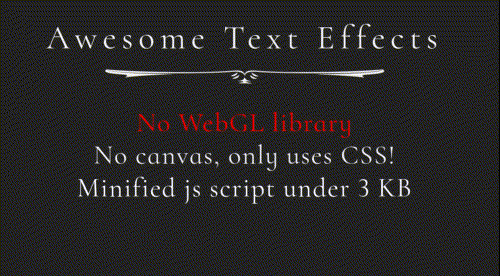 Awesome Text Effects
No WebGL library
No canvas, only uses CSS!
Minified js script under 3 KB